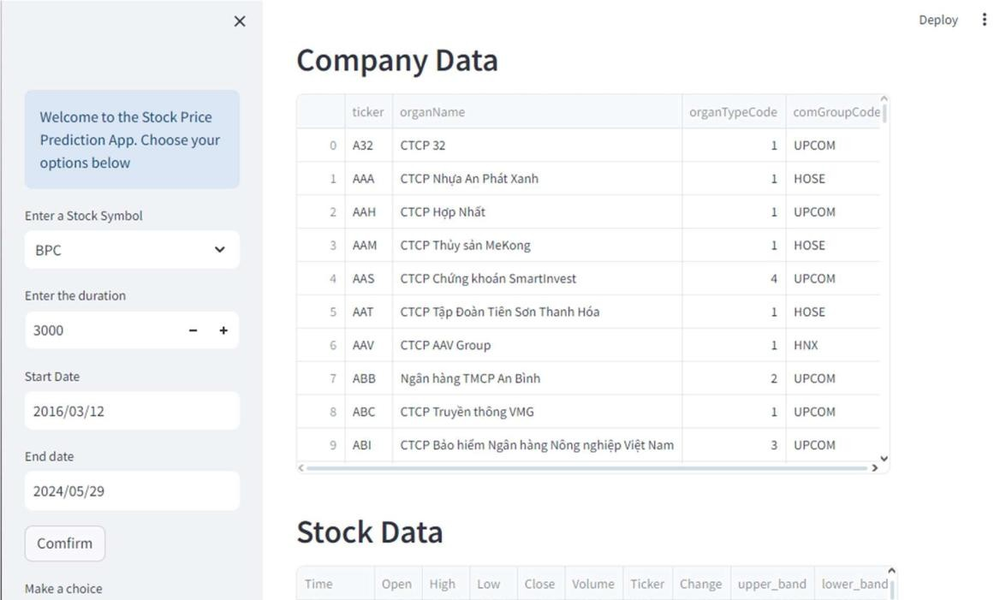 Deploy
Welcome to the Stock Price
Prediction App. Choose your
options below
Enter a Stock Symbol
BPC
Enter the duration
3000 - +
Start Date
2016/03/12
End date
2024/05/29
Comfirm
Make a choice
Company Data
ticker organName organTypeCode comGroupCode
0 A32 CTCP 32 1 UPCOM
1 AAA CTCP Nhựa An Phát Xanh 1 HOSE
2 AAH CTCP Hợp Nhất 1 UPCOM
3 AAM CTCP Thủy sản MeKong 1 HOSE
4 AAS CTCP Chứng khoán SmartInvest 4 UPCOM
5 AAT CTCP Tập Đoàn Tiên Sơn Thanh Hóa 1 HOSE
6 AAV CTCP AAV Group 1 HNX
7 ABB Ngân hàng TMCP An Bình 2 UPCOM
8 ABC CTCP Truyền thông VMG 1 UPCOM
9 ABI CTCP Bảo hiểm Ngân hàng Nông nghiệp Việt Nam 3 UPCOM
Stock Data
Time Open High Low Close Volume Ticker Change upper_band lower_band